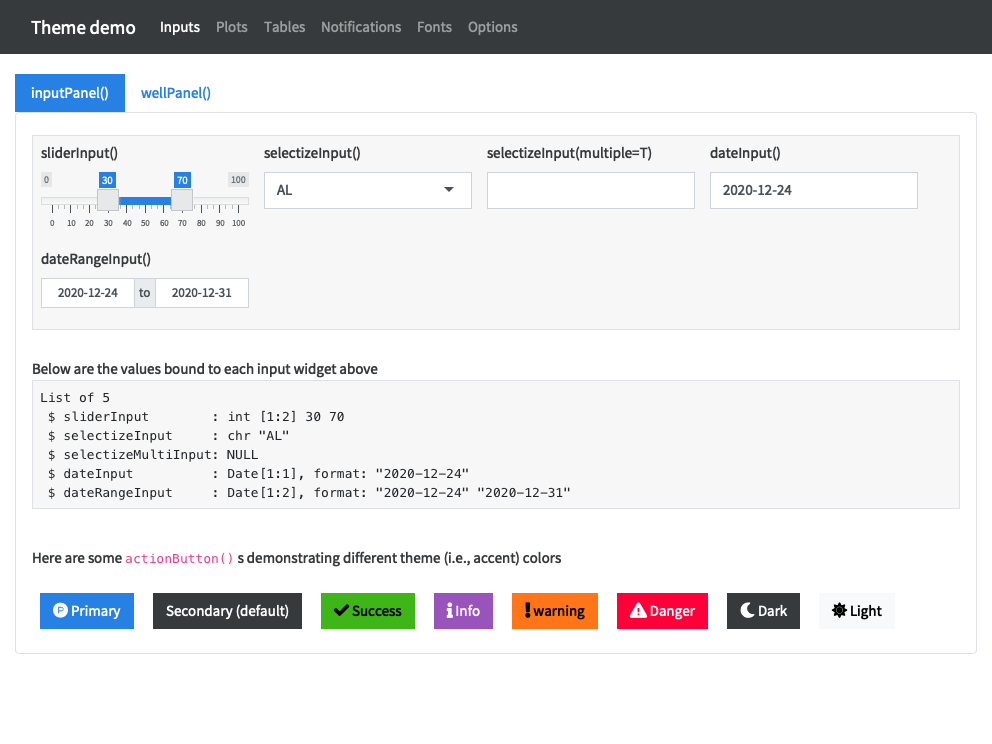 Theme demo Inputs Plots Tables Notifications Fonts Options
inputPanel() wellPanel()
sliderInput() selectizeInput() selectizeInput(multiple=T) dateInput()
0 30 70 100
AL 2020-12-24
0 10 20 30 40 50 60 70 80 90 100
dateRangeInput()
2020-12-24 to 2020-12-31
Below are the values bound to each input widget above
List of 5
$ sliderInput : int [1:2] 30 70
$ selectizeInput : chr "AL"
$ selectizeMultiInput: NULL
$ dateInput : Date[1:1], format: "2020-12-24"
$ dateRangeInput : Date[1:2], format: "2020-12-24" "2020-12-31"
Here are some actionButton() s demonstrating different theme (i.e., accent) colors
Primary Secondary (default) Success Info warning Danger Dark Light